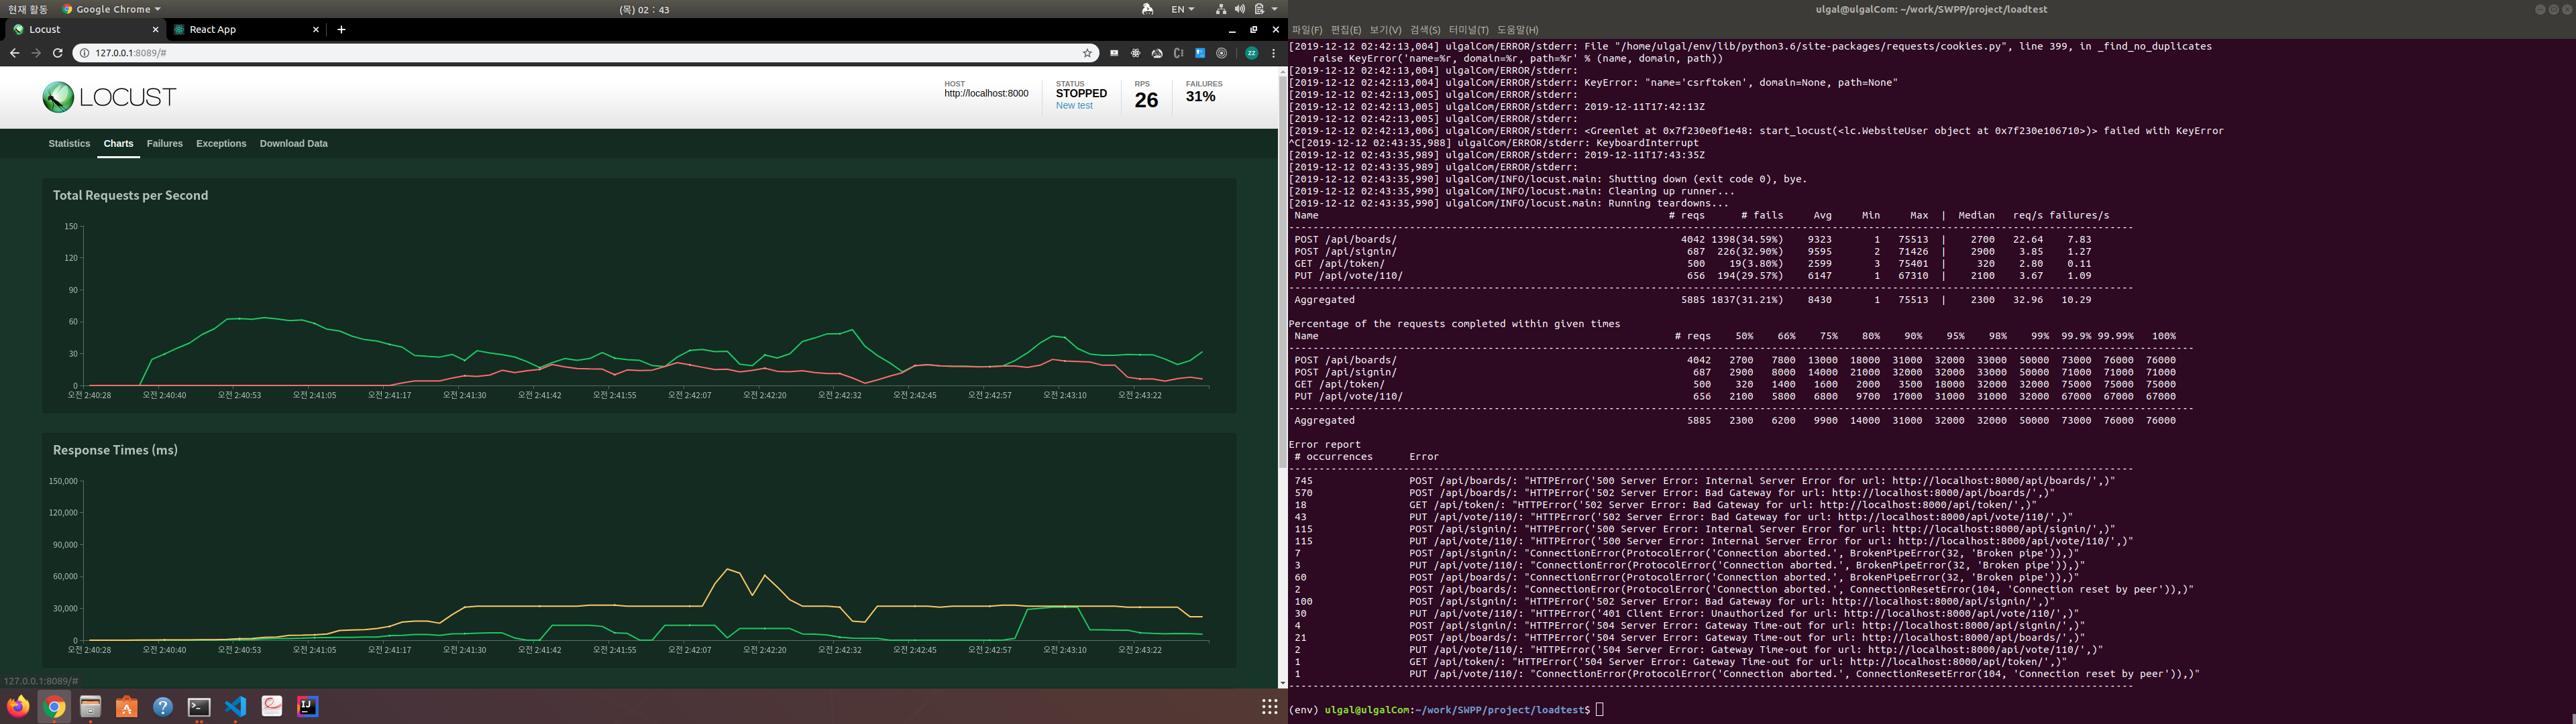 현재 활동 Google Chrome (목) 02 : 43 EN
Locust React App
127.0.0.1:8089/#
LOCUST
HOST
http://localhost:8000
STATUS
STOPPED
New test
RPS
26
FAILURES
31%
Statistics Charts Failures Exceptions Download Data
Total Requests per Second
150
120
90
60
30
0
오전 2:40:28 오전 2:40:40 오전 2:40:53 오전 2:41:05 오전 2:41:17 오전 2:41:30 오전 2:41:42 오전 2:41:55 오전 2:42:07 오전 2:42:20 오전 2:42:32 오전 2:42:45 오전 2:42:57 오전 2:43:10 오전 2:43:22
Response Times (ms)
150,000
120,000
90,000
60,000
30,000
0
오전 2:40:28 오전 2:40:40 오전 2:40:53 오전 2:41:05 오전 2:41:17 오전 2:41:30 오전 2:41:42 오전 2:41:55 오전 2:42:07 오전 2:42:20 오전 2:42:32 오전 2:42:45 오전 2:42:57 오전 2:43:10 오전 2:43:22
127.0.0.1:8089/#
ulgal@ulgalCom: ~/work/SWPP/project/loadtest
파일(F) 편집(E) 보기(V) 검색(S) 터미널(T) 도움말(H)
[2019-12-12 02:42:13,004] ulgalCom/ERROR/stderr: File "/home/ulgal/env/lib/python3.6/site-packages/requests/cookies.py", line 399, in _find_no_duplicates
raise KeyError('name=%r, domain=%r, path=%r' % (name, domain, path))
[2019-12-12 02:42:13,004] ulgalCom/ERROR/stderr:
[2019-12-12 02:42:13,004] ulgalCom/ERROR/stderr: KeyError: "name='csrftoken', domain=None, path=None"
[2019-12-12 02:42:13,005] ulgalCom/ERROR/stderr:
[2019-12-12 02:42:13,005] ulgalCom/ERROR/stderr: 2019-12-11T17:42:13Z
[2019-12-12 02:42:13,005] ulgalCom/ERROR/stderr:
[2019-12-12 02:42:13,006] ulgalCom/ERROR/stderr: <Greenlet at 0x7f230e0f1e48: start_locust(<lc.WebsiteUser object at 0x7f230e106710>)> failed with KeyError
^C[2019-12-12 02:43:35,988] ulgalCom/ERROR/stderr: KeyboardInterrupt
[2019-12-12 02:43:35,989] ulgalCom/ERROR/stderr: 2019-12-11T17:43:35Z
[2019-12-12 02:43:35,989] ulgalCom/ERROR/stderr:
[2019-12-12 02:43:35,990] ulgalCom/INFO/locust.main: Shutting down (exit code 0), bye.
[2019-12-12 02:43:35,990] ulgalCom/INFO/locust.main: Cleaning up runner...
[2019-12-12 02:43:35,990] ulgalCom/INFO/locust.main: Running teardowns...
Name # reqs # fails Avg Min Max | Median req/s failures/s
POST /api/boards/ 4042 1398(34.59%) 9323 1 75513 | 2700 22.64 7.83
POST /api/signin/ 687 226(32.90%) 9595 2 71426 | 2900 3.85 1.27
GET /api/token/ 500 19(3.80%) 2599 3 75401 | 320 2.80 0.11
PUT /api/vote/110/ 656 194(29.57%) 6147 1 67310 | 2100 3.67 1.09
Aggregated 5885 1837(31.21%) 8430 1 75513 | 2300 32.96 10.29
Percentage of the requests completed within given times
Name # reqs 50% 66% 75% 80% 90% 95% 98% 99% 99.9% 99.99% 100%
POST /api/boards/ 4042 2700 7800 13000 18000 31000 32000 33000 50000 73000 76000 76000
POST /api/signin/ 687 2900 8000 14000 21000 32000 32000 33000 50000 71000 71000 71000
GET /api/token/ 500 320 1400 1600 2000 3500 18000 32000 32000 75000 75000 75000
PUT /api/vote/110/ 656 2100 5800 6800 9700 17000 31000 31000 32000 67000 67000 67000
Aggregated 5885 2300 6200 9900 14000 31000 32000 32000 50000 73000 76000 76000
Error report
# occurrences Error
745 POST /api/boards/: "HTTPError('500 Server Error: Internal Server Error for url: http://localhost:8000/api/boards/',)"
570 POST /api/boards/: "HTTPError('502 Server Error: Bad Gateway for url: http://localhost:8000/api/boards/',)"
18 GET /api/token/: "HTTPError('502 Server Error: Bad Gateway for url: http://localhost:8000/api/token/',)"
43 PUT /api/vote/110/: "HTTPError('502 Server Error: Bad Gateway for url: http://localhost:8000/api/vote/110/',)"
115 POST /api/signin/: "HTTPError('500 Server Error: Internal Server Error for url: http://localhost:8000/api/signin/',)"
115 PUT /api/vote/110/: "HTTPError('500 Server Error: Internal Server Error for url: http://localhost:8000/api/vote/110/',)"
7 POST /api/signin/: "ConnectionError(ProtocolError('Connection aborted.', BrokenPipeError(32, 'Broken pipe')),)"
3 PUT /api/vote/110/: "ConnectionError(ProtocolError('Connection aborted.', BrokenPipeError(32, 'Broken pipe')),)"
60 POST /api/boards/: "ConnectionError(ProtocolError('Connection aborted.', BrokenPipeError(32, 'Broken pipe')),)"
2 POST /api/boards/: "ConnectionError(ProtocolError('Connection aborted.', ConnectionResetError(104, 'Connection reset by peer')),)"
100 POST /api/signin/: "HTTPError('502 Server Error: Bad Gateway for url: http://localhost:8000/api/signin/',)"
30 PUT /api/vote/110/: "HTTPError('401 Client Error: Unauthorized for url: http://localhost:8000/api/vote/110/',)"
4 POST /api/signin/: "HTTPError('504 Server Error: Gateway Time-out for url: http://localhost:8000/api/signin/',)"
21 POST /api/boards/: "HTTPError('504 Server Error: Gateway Time-out for url: http://localhost:8000/api/boards/',)"
2 PUT /api/vote/110/: "HTTPError('504 Server Error: Gateway Time-out for url: http://localhost:8000/api/vote/110/',)"
1 GET /api/token/: "HTTPError('504 Server Error: Gateway Time-out for url: http://localhost:8000/api/token/',)"
1 PUT /api/vote/110/: "ConnectionError(ProtocolError('Connection aborted.', ConnectionResetError(104, 'Connection reset by peer')),)"
(env) ulgal@ulgalCom:~/work/SWPP/project/loadtest$